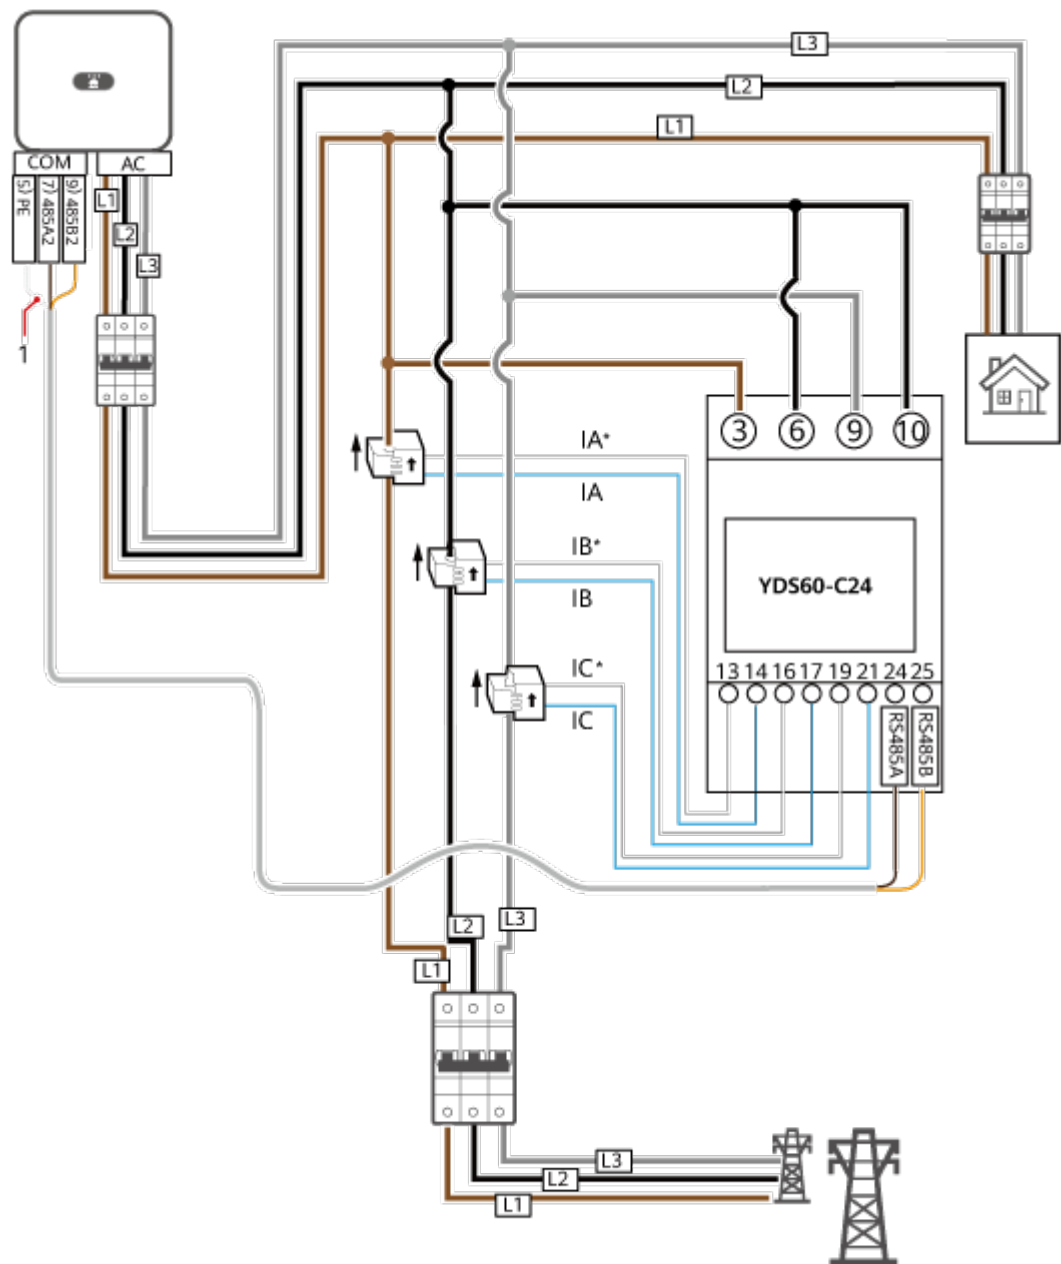 L3
L2
L1
COM
AC
5) PE
7) 485A2
9) 485B2
L1
L2
L3
1
3
6
9
10
IA*
IA
IB*
IB
YDS60-C24
IC*
IC
13 14 16 17 19 21 24 25
RS485A
RS485B
L3
L2
L1
L3
L2
L1